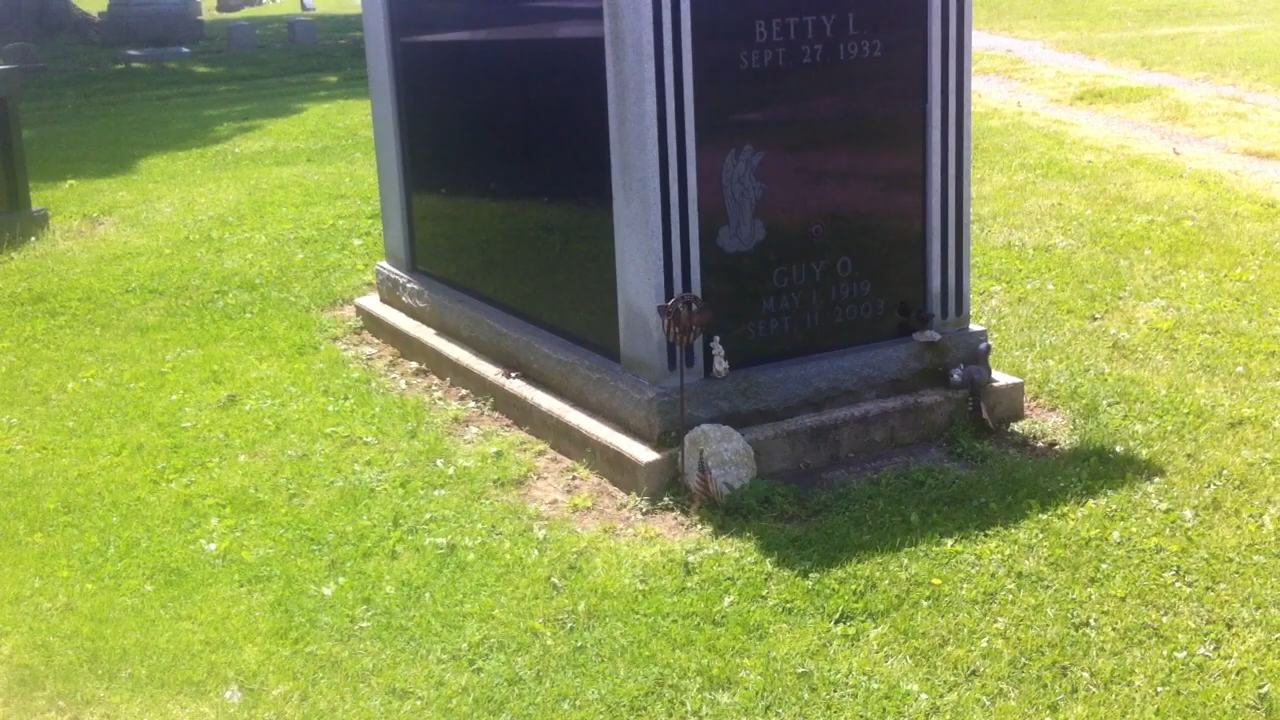 BETTY L.
SEPT. 27, 1932
GUY O.
MAY 1, 1919
SEPT. 11, 2003